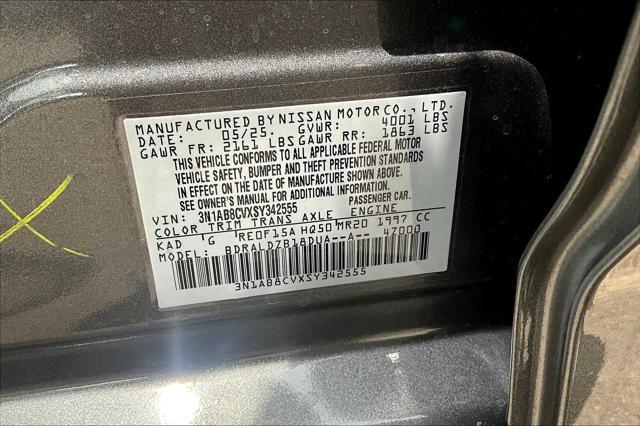 MANUFACTURED BY NISSAN MOTOR CO., LTD.
DATE: 05/25. GVWR: 4001 LBS
GAWR FR: 2161 LBS GAWR RR: 1863 LBS
THIS VEHICLE CONFORMS TO ALL APPLICABLE FEDERAL MOTOR
VEHICLE SAFETY, BUMPER, AND THEFT PREVENTION STANDARDS
IN EFFECT ON THE DATE OF MANUFACTURE SHOWN ABOVE.
SEE OWNER'S MANUAL FOR ADDITIONAL INFORMATION.
PASSENGER CAR.
VIN: 3N1AB8CVXSY342555
COLOR TRIM TRANS AXLE ENGINE
KAD G RE0F15A HQ50 MR20 1997 CC
MODEL: BDRALDZB18DUA--A-- 4Z000
3N1AB8CVXSY342555